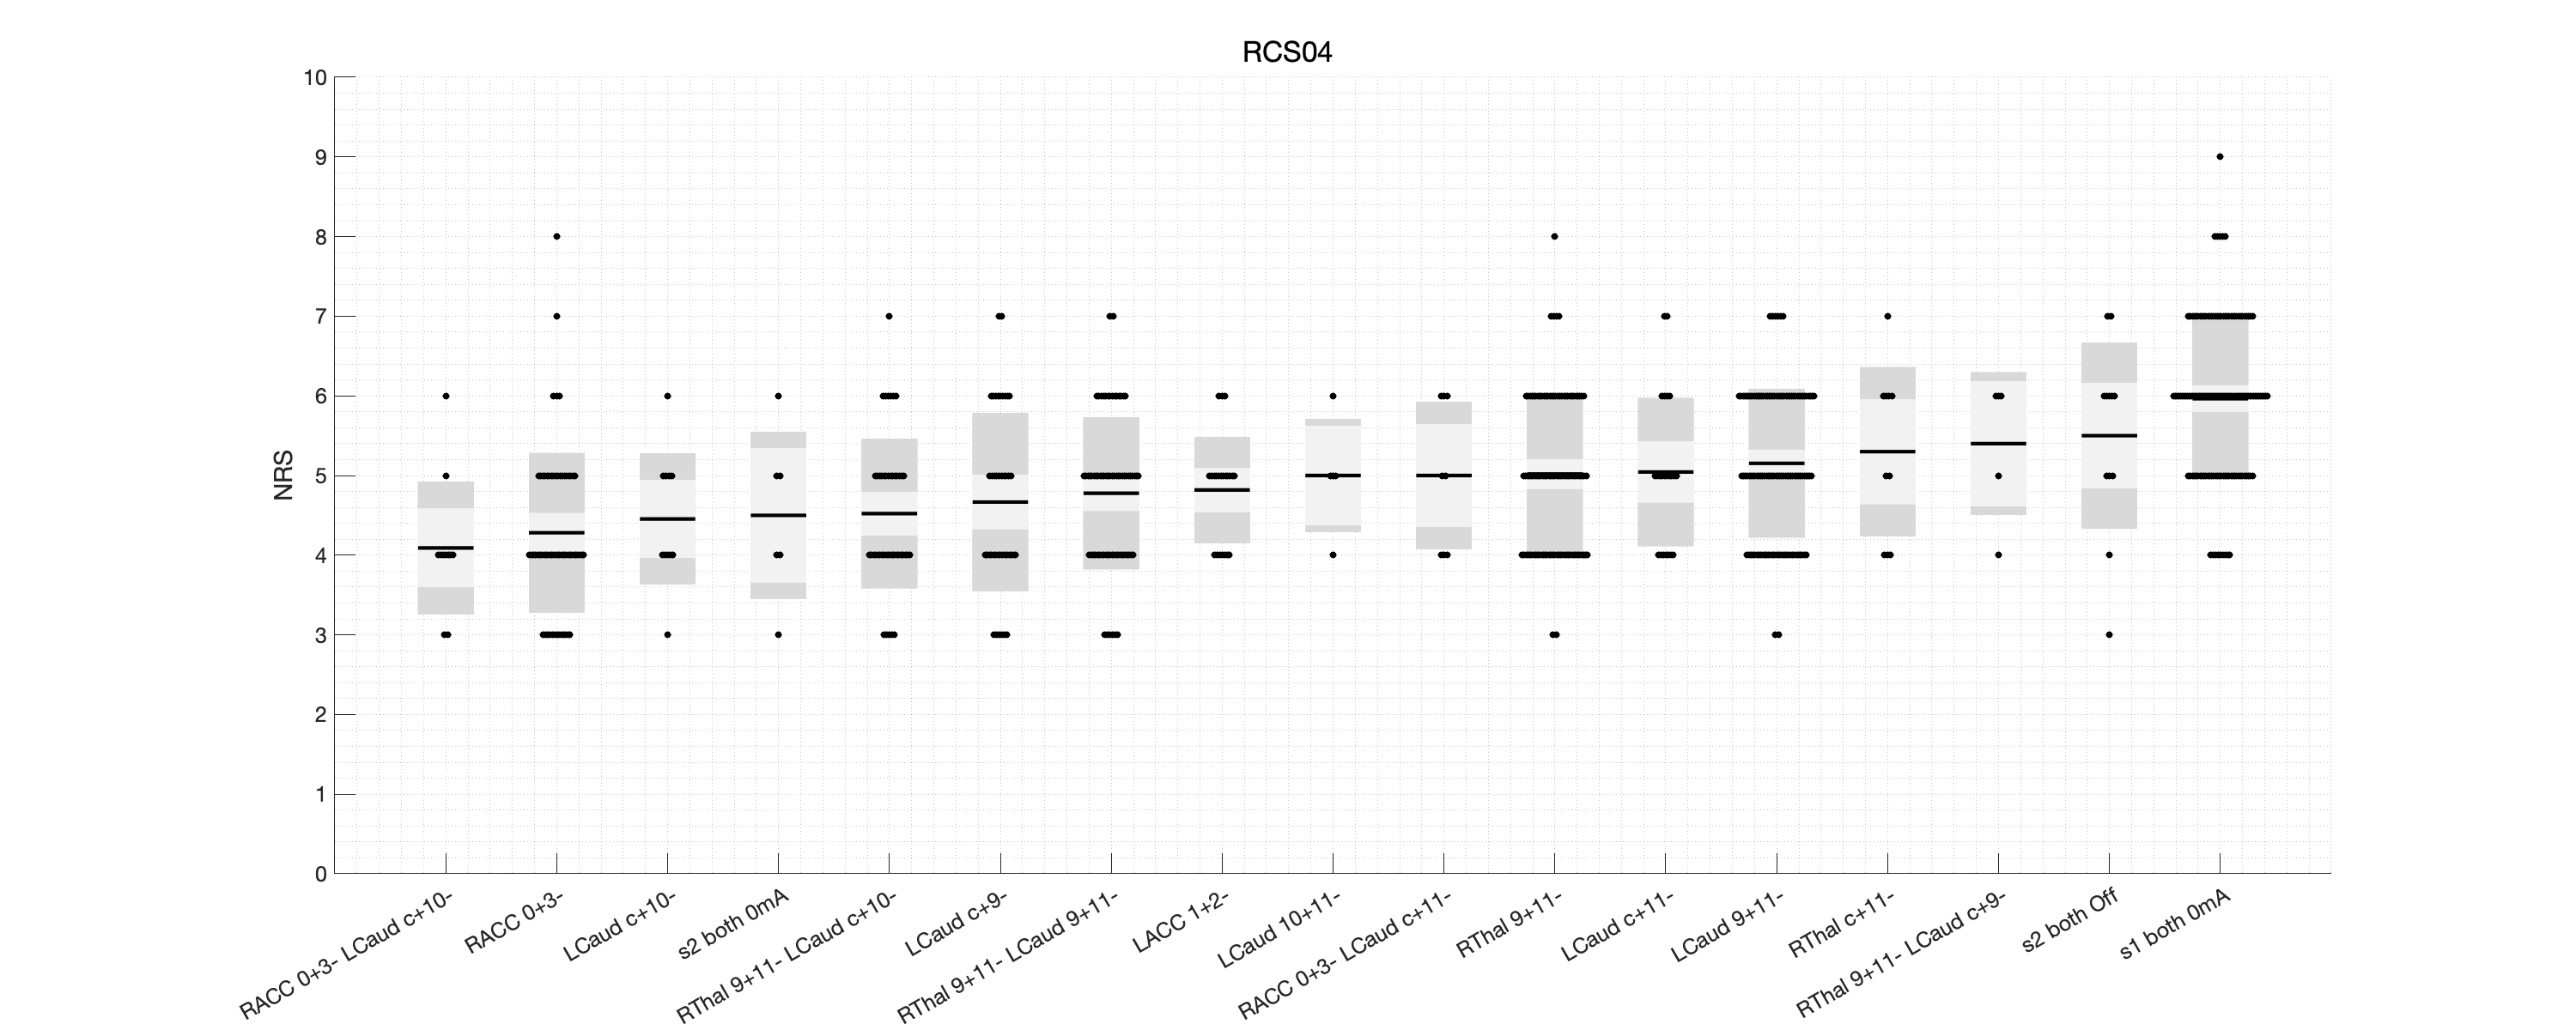 RCS04
10
9
8
7
6
5
4
3
2
1
0
NRS
RACC 0+3- LCaud c+10-
RACC 0+3-
LCaud c+10-
s2 both 0mA
RThal 9+11- LCaud c+10-
LCaud c+9-
RThal 9+11- LCaud 9+11-
LACC 1+2-
LCaud 10+11-
RACC 0+3- LCaud c+11-
RThal 9+11-
LCaud c+11-
LCaud 9+11-
RThal c+11-
RThal 9+11- LCaud c+9-
s2 both Off
s1 both 0mA